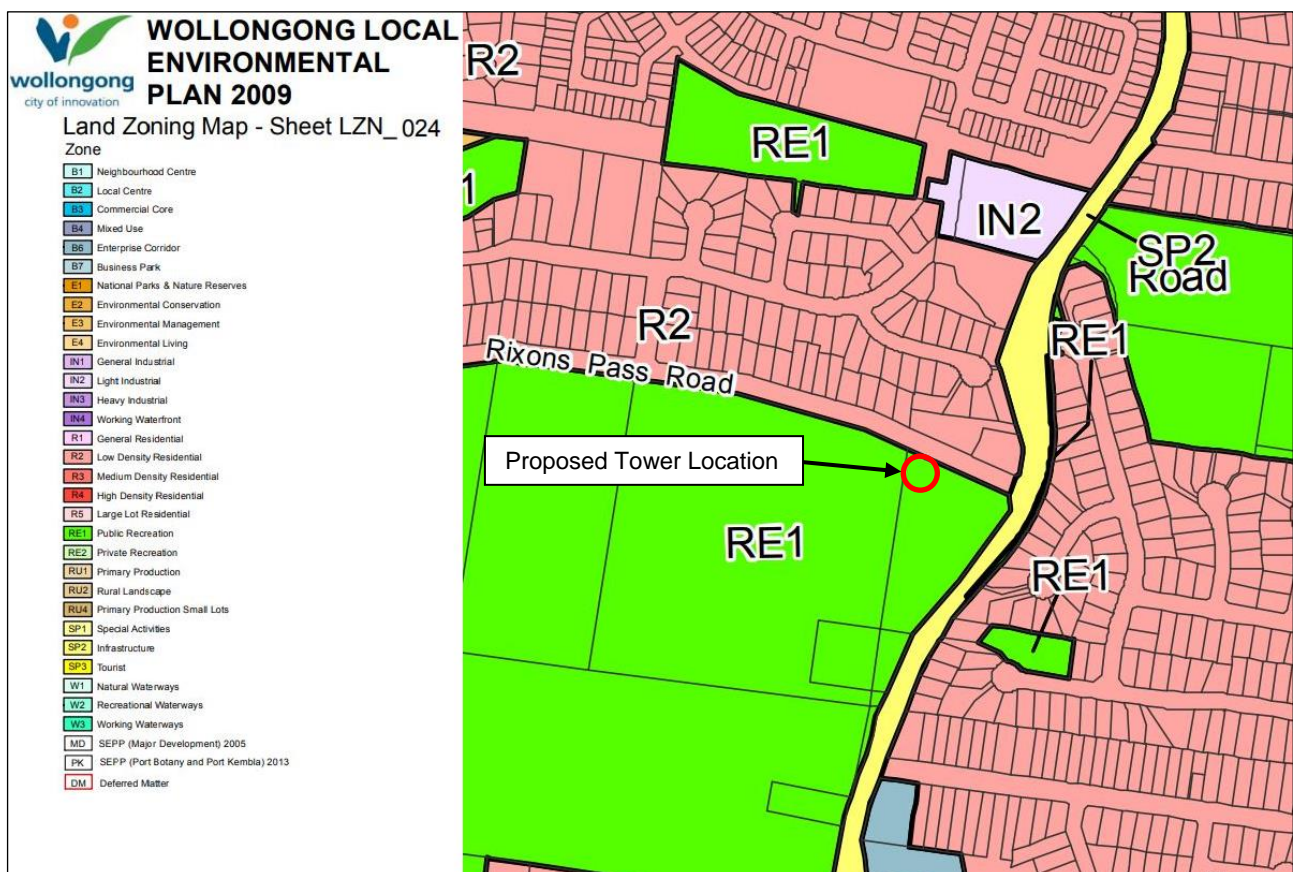 WOLLONGONG LOCAL
ENVIRONMENTAL
PLAN 2009
wollongong
city of innovation
Land Zoning Map - Sheet LZN_ 024
Zone
B1 Neighbourhood Centre
B2 Local Centre
B3 Commercial Core
B4 Mixed Use
B6 Enterprise Corridor
B7 Business Park
E1 National Parks & Nature Reserves
E2 Environmental Conservation
E3 Environmental Management
E4 Environmental Living
IN1 General Industrial
IN2 Light Industrial
IN3 Heavy Industrial
IN4 Working Waterfront
R1 General Residential
R2 Low Density Residential
R3 Medium Density Residential
R4 High Density Residential
R5 Large Lot Residential
RE1 Public Recreation
RE2 Private Recreation
RU1 Primary Production
RU2 Rural Landscape
RU4 Primary Production Small Lots
SP1 Special Activities
SP2 Infrastructure
SP3 Tourist
W1 Natural Waterways
W2 Recreational Waterways
W3 Working Waterways
MD SEPP (Major Development) 2005
PK SEPP (Port Botany and Port Kembla) 2013
DM Deferred Matter
R2
RE1
1
IN2
SP2
Road
R2
RE1
Rixons Pass Road
Proposed Tower Location
RE1
RE1